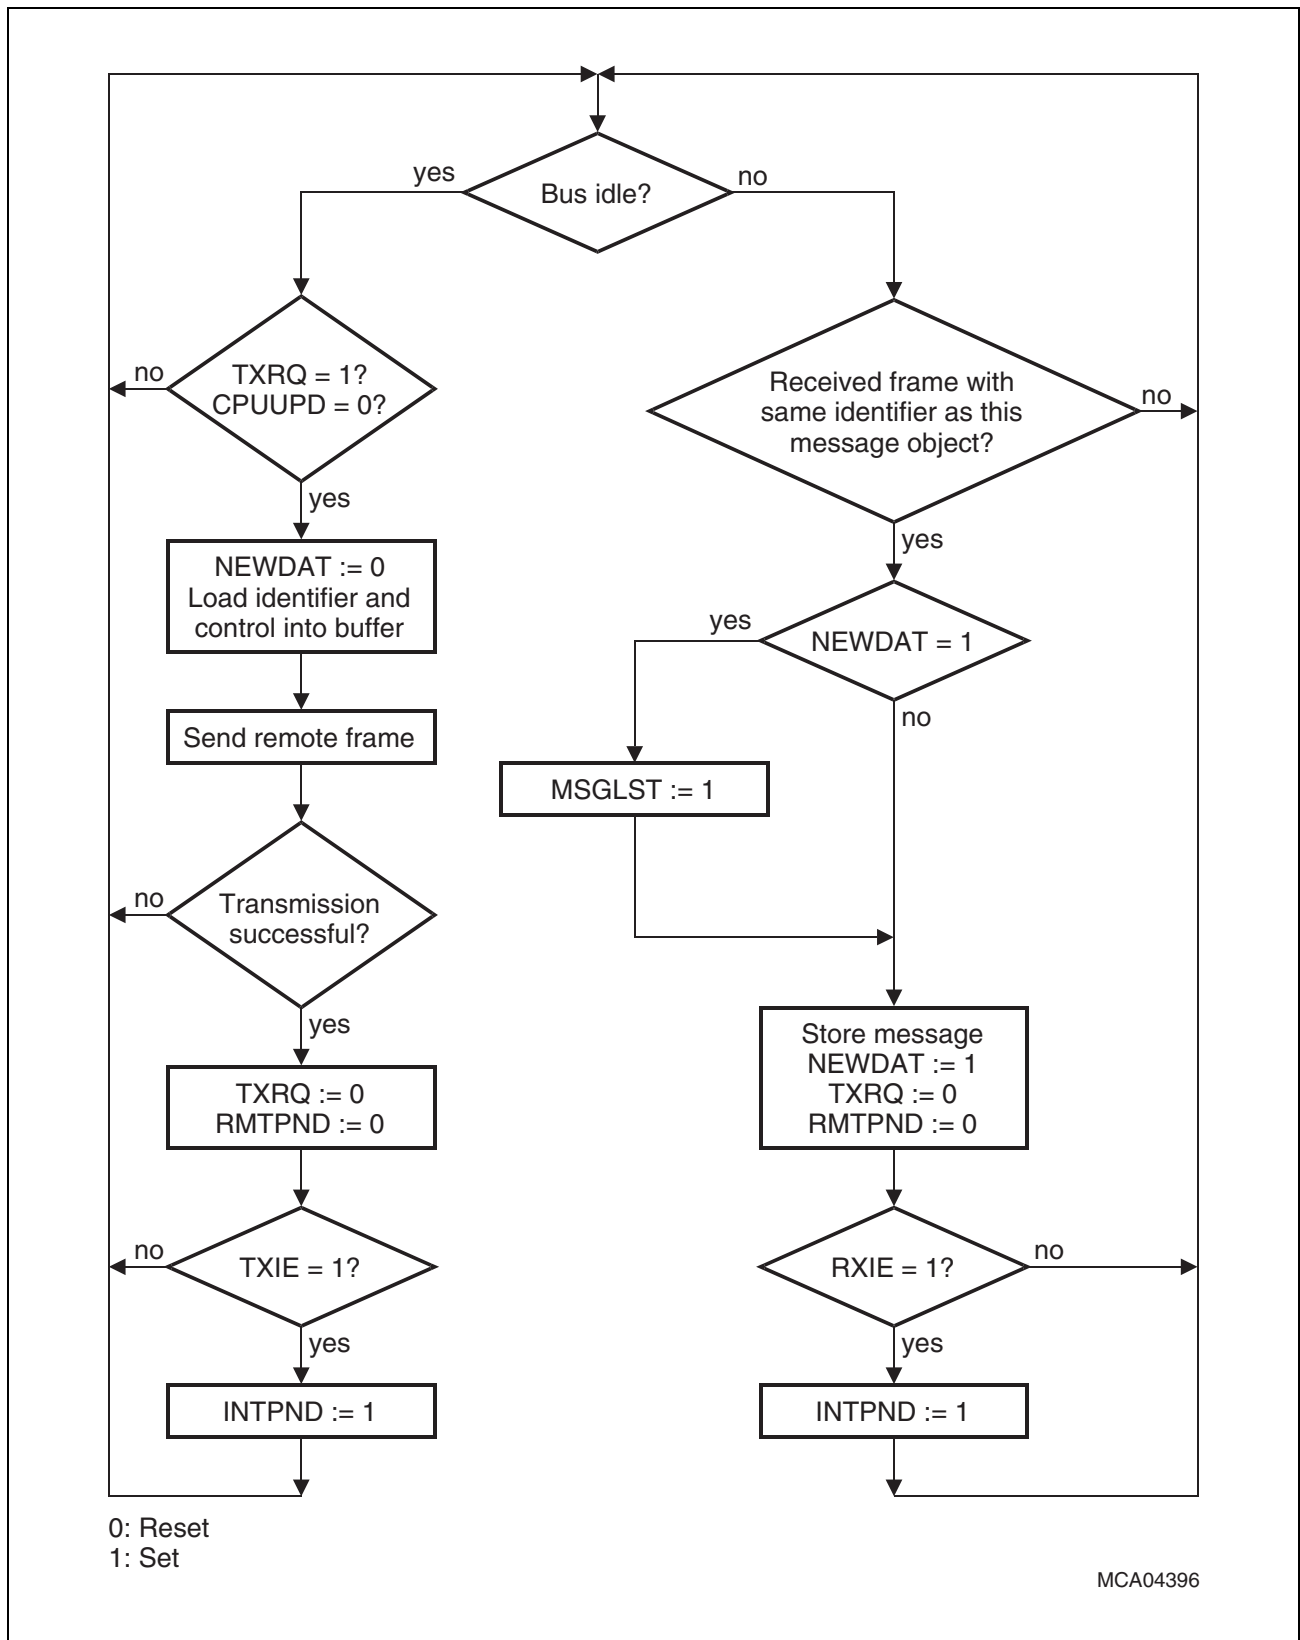 Bus idle?
yes
no
TXRQ = 1?
CPUUPD = 0?
no
yes
NEWDAT := 0
Load identifier and
control into buffer
Send remote frame
Transmission
successful?
no
yes
TXRQ := 0
RMTPND := 0
TXIE = 1?
no
yes
INTPND := 1
Received frame with
same identifier as this
message object?
no
yes
NEWDAT = 1
yes
no
MSGLST := 1
Store message
NEWDAT := 1
TXRQ := 0
RMTPND := 0
RXIE = 1?
no
yes
INTPND := 1
0: Reset
1: Set
MCA04396